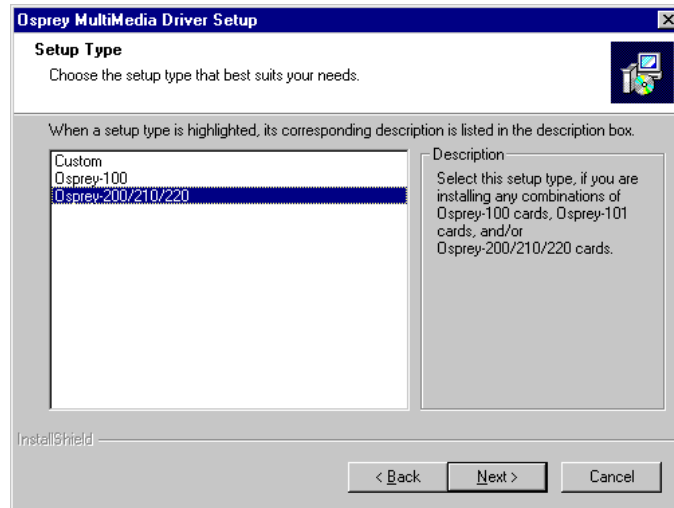 Osprey MultiMedia Driver Setup
Setup Type
Choose the setup type that best suits your needs.
When a setup type is highlighted, its corresponding description is listed in the description box.
Custom
Osprey-100
Osprey-200/210/220
Description
Select this setup type, if you are
installing any combinations of
Osprey-100 cards, Osprey-101
cards, and/or
Osprey-200/210/220 cards.
InstallShield
< Back
Next >
Cancel